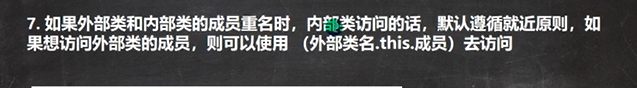 7. 如果外部类和内部类的成员重名时，内部类访问的话，默认遵循就近原则，如
果想访问外部类的成员，则可以使用 （外部类名.this.成员）去访问